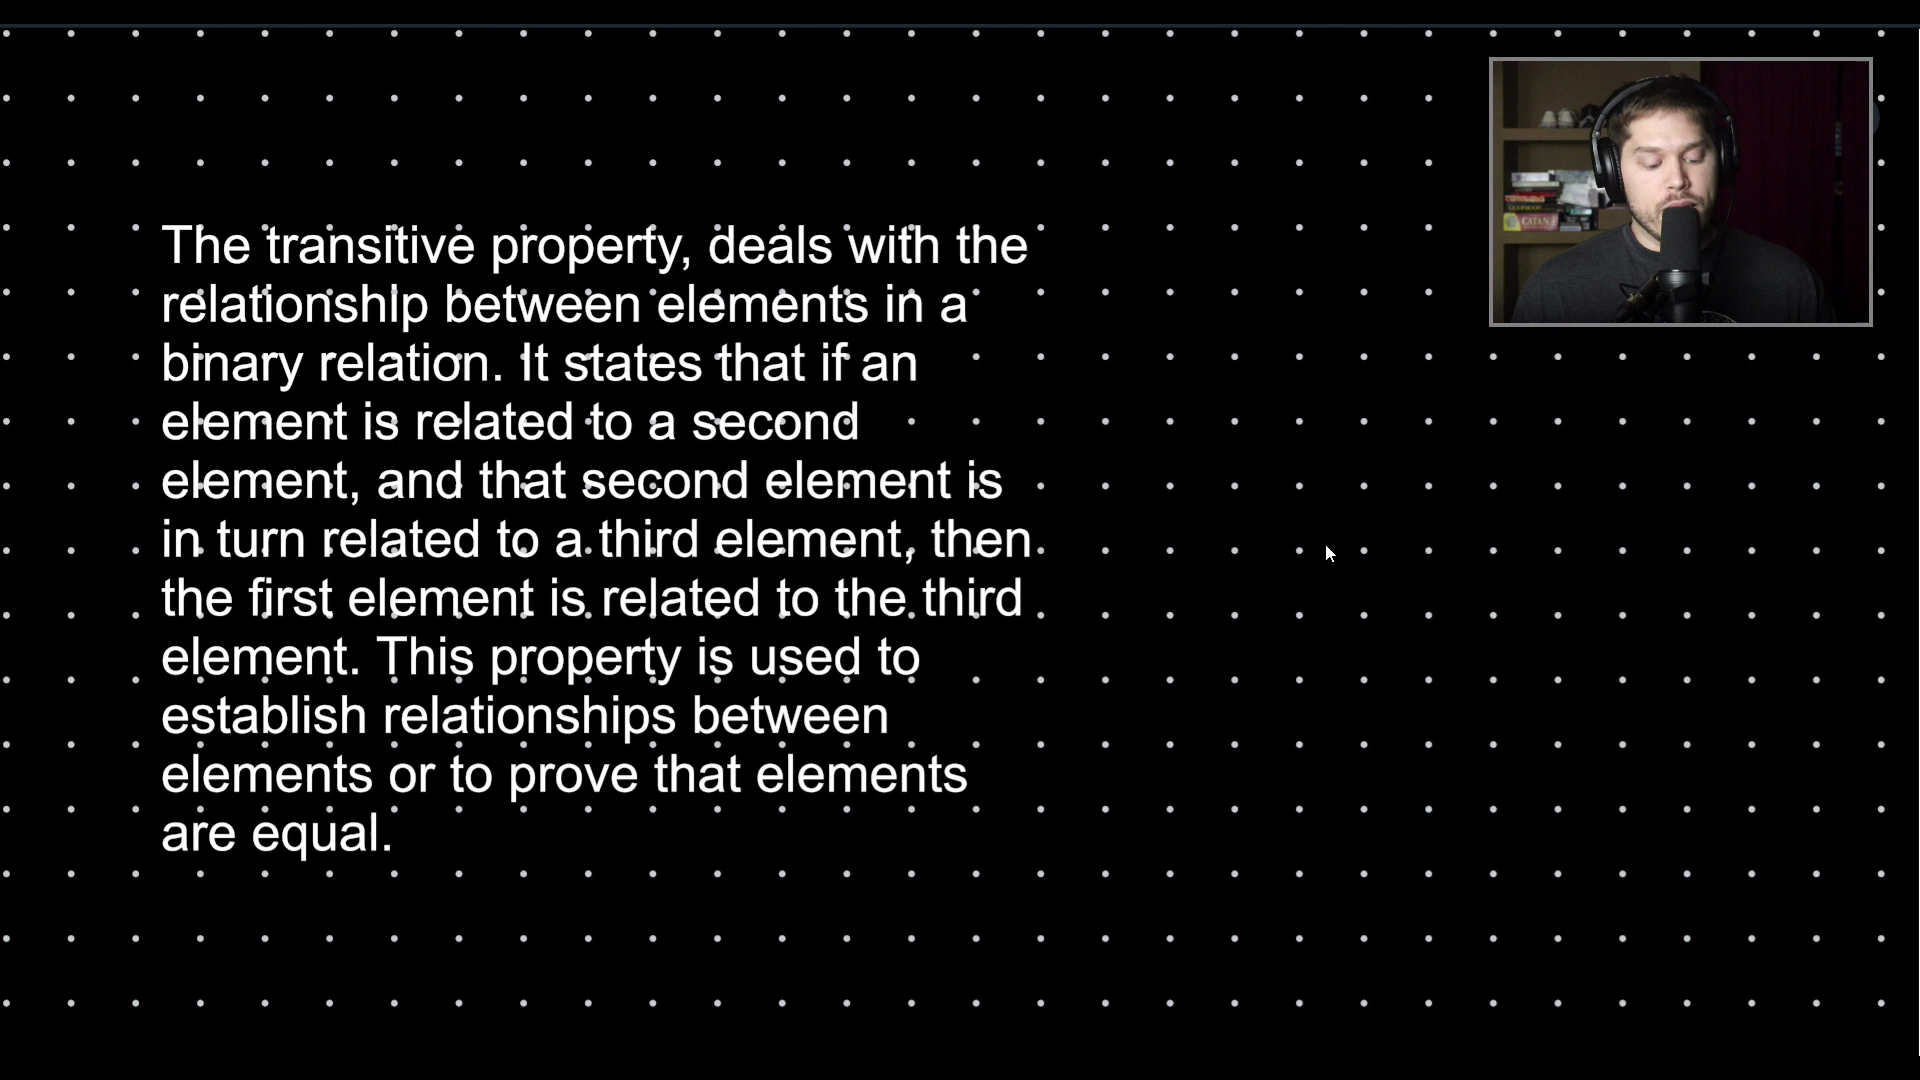 The transitive property, deals with the
relationship between elements in a
binary relation. It states that if an
element is related to a second
element, and that second element is
in turn related to a third element, then
the first element is related to the third
element. This property is used to
establish relationships between
elements or to prove that elements
are equal.
CATAN